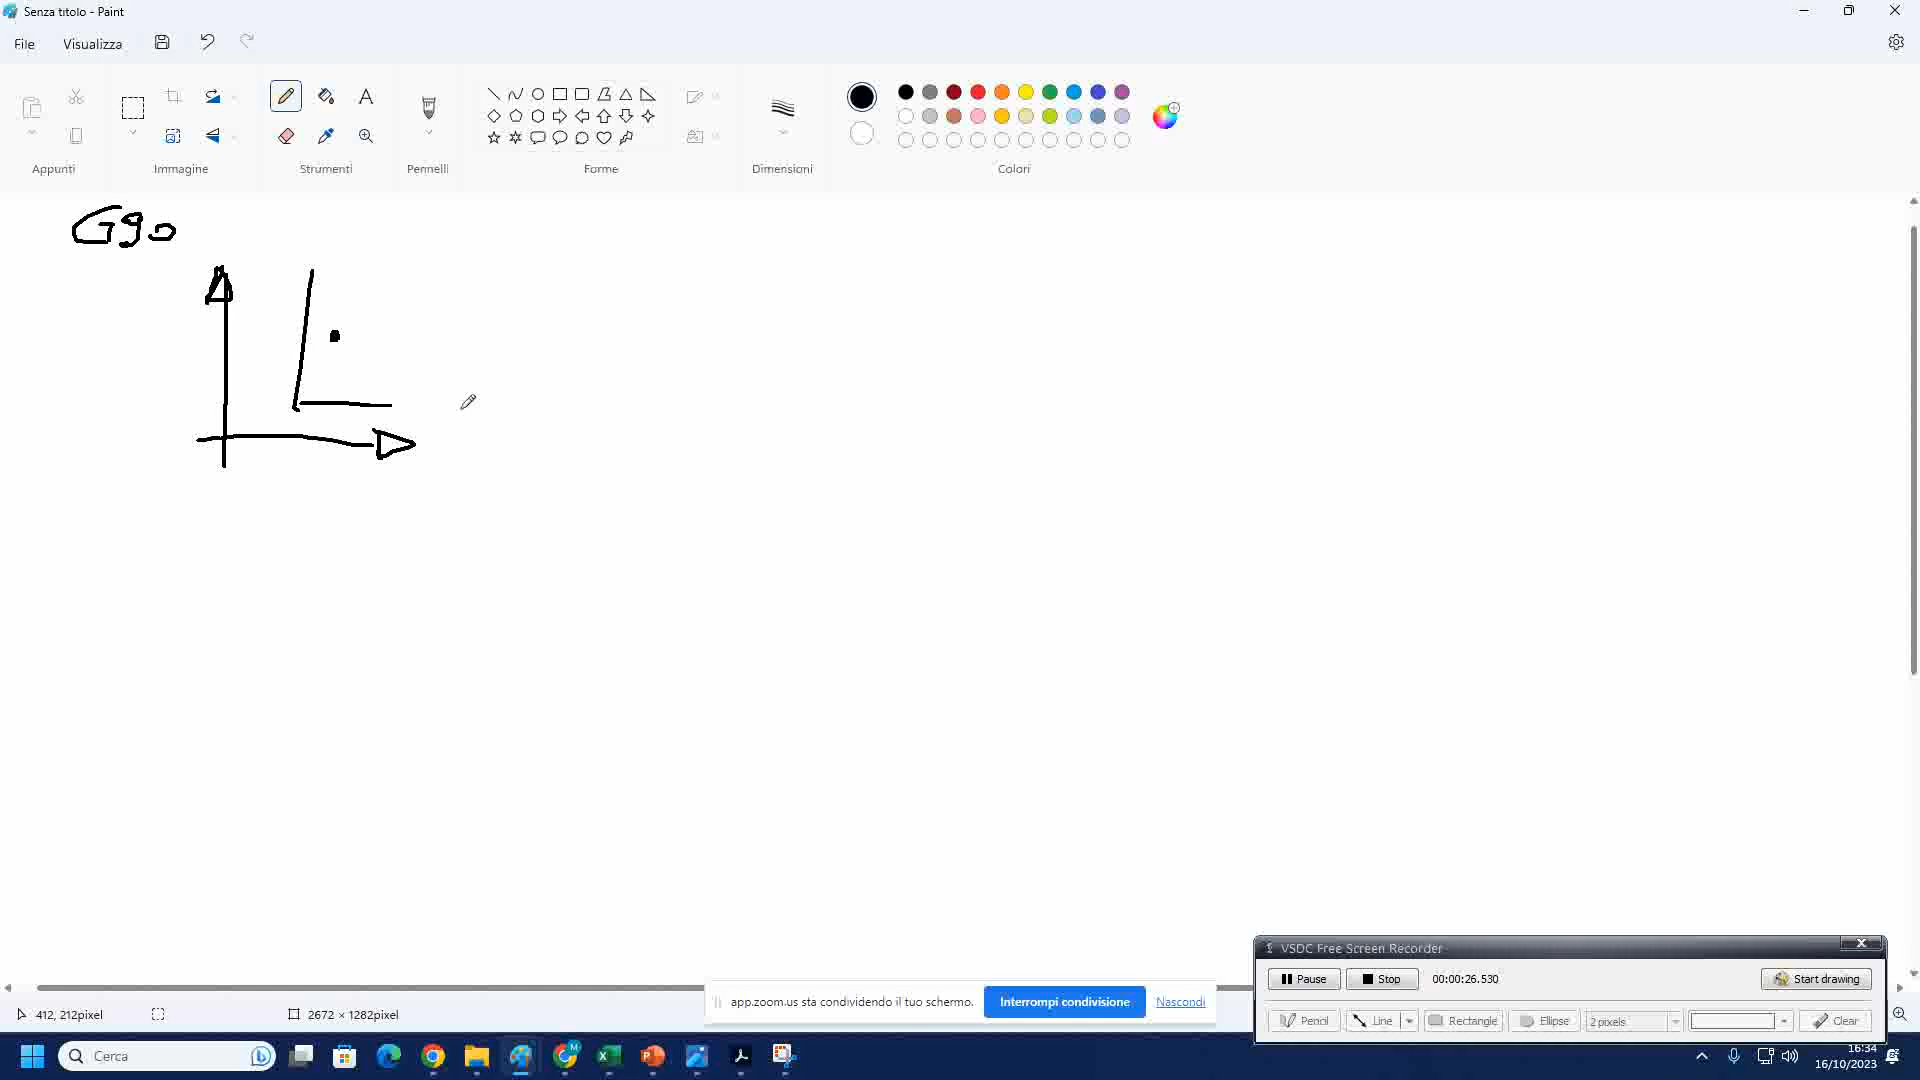 Senza titolo - Paint
File Visualizza
Appunti Immagine Strumenti Pennelli Forme Dimensioni Colori
G90
VSDC Free Screen Recorder
Pause Stop 00:00:26.530 Start drawing
app.zoom.us sta condividendo il tuo schermo. Interrompi condivisione Nascondi
412, 212pixel 2672 × 1282pixel
Pencil Line Rectangle Ellipse 2 pixels Clear
Cerca
16:34
16/10/2023